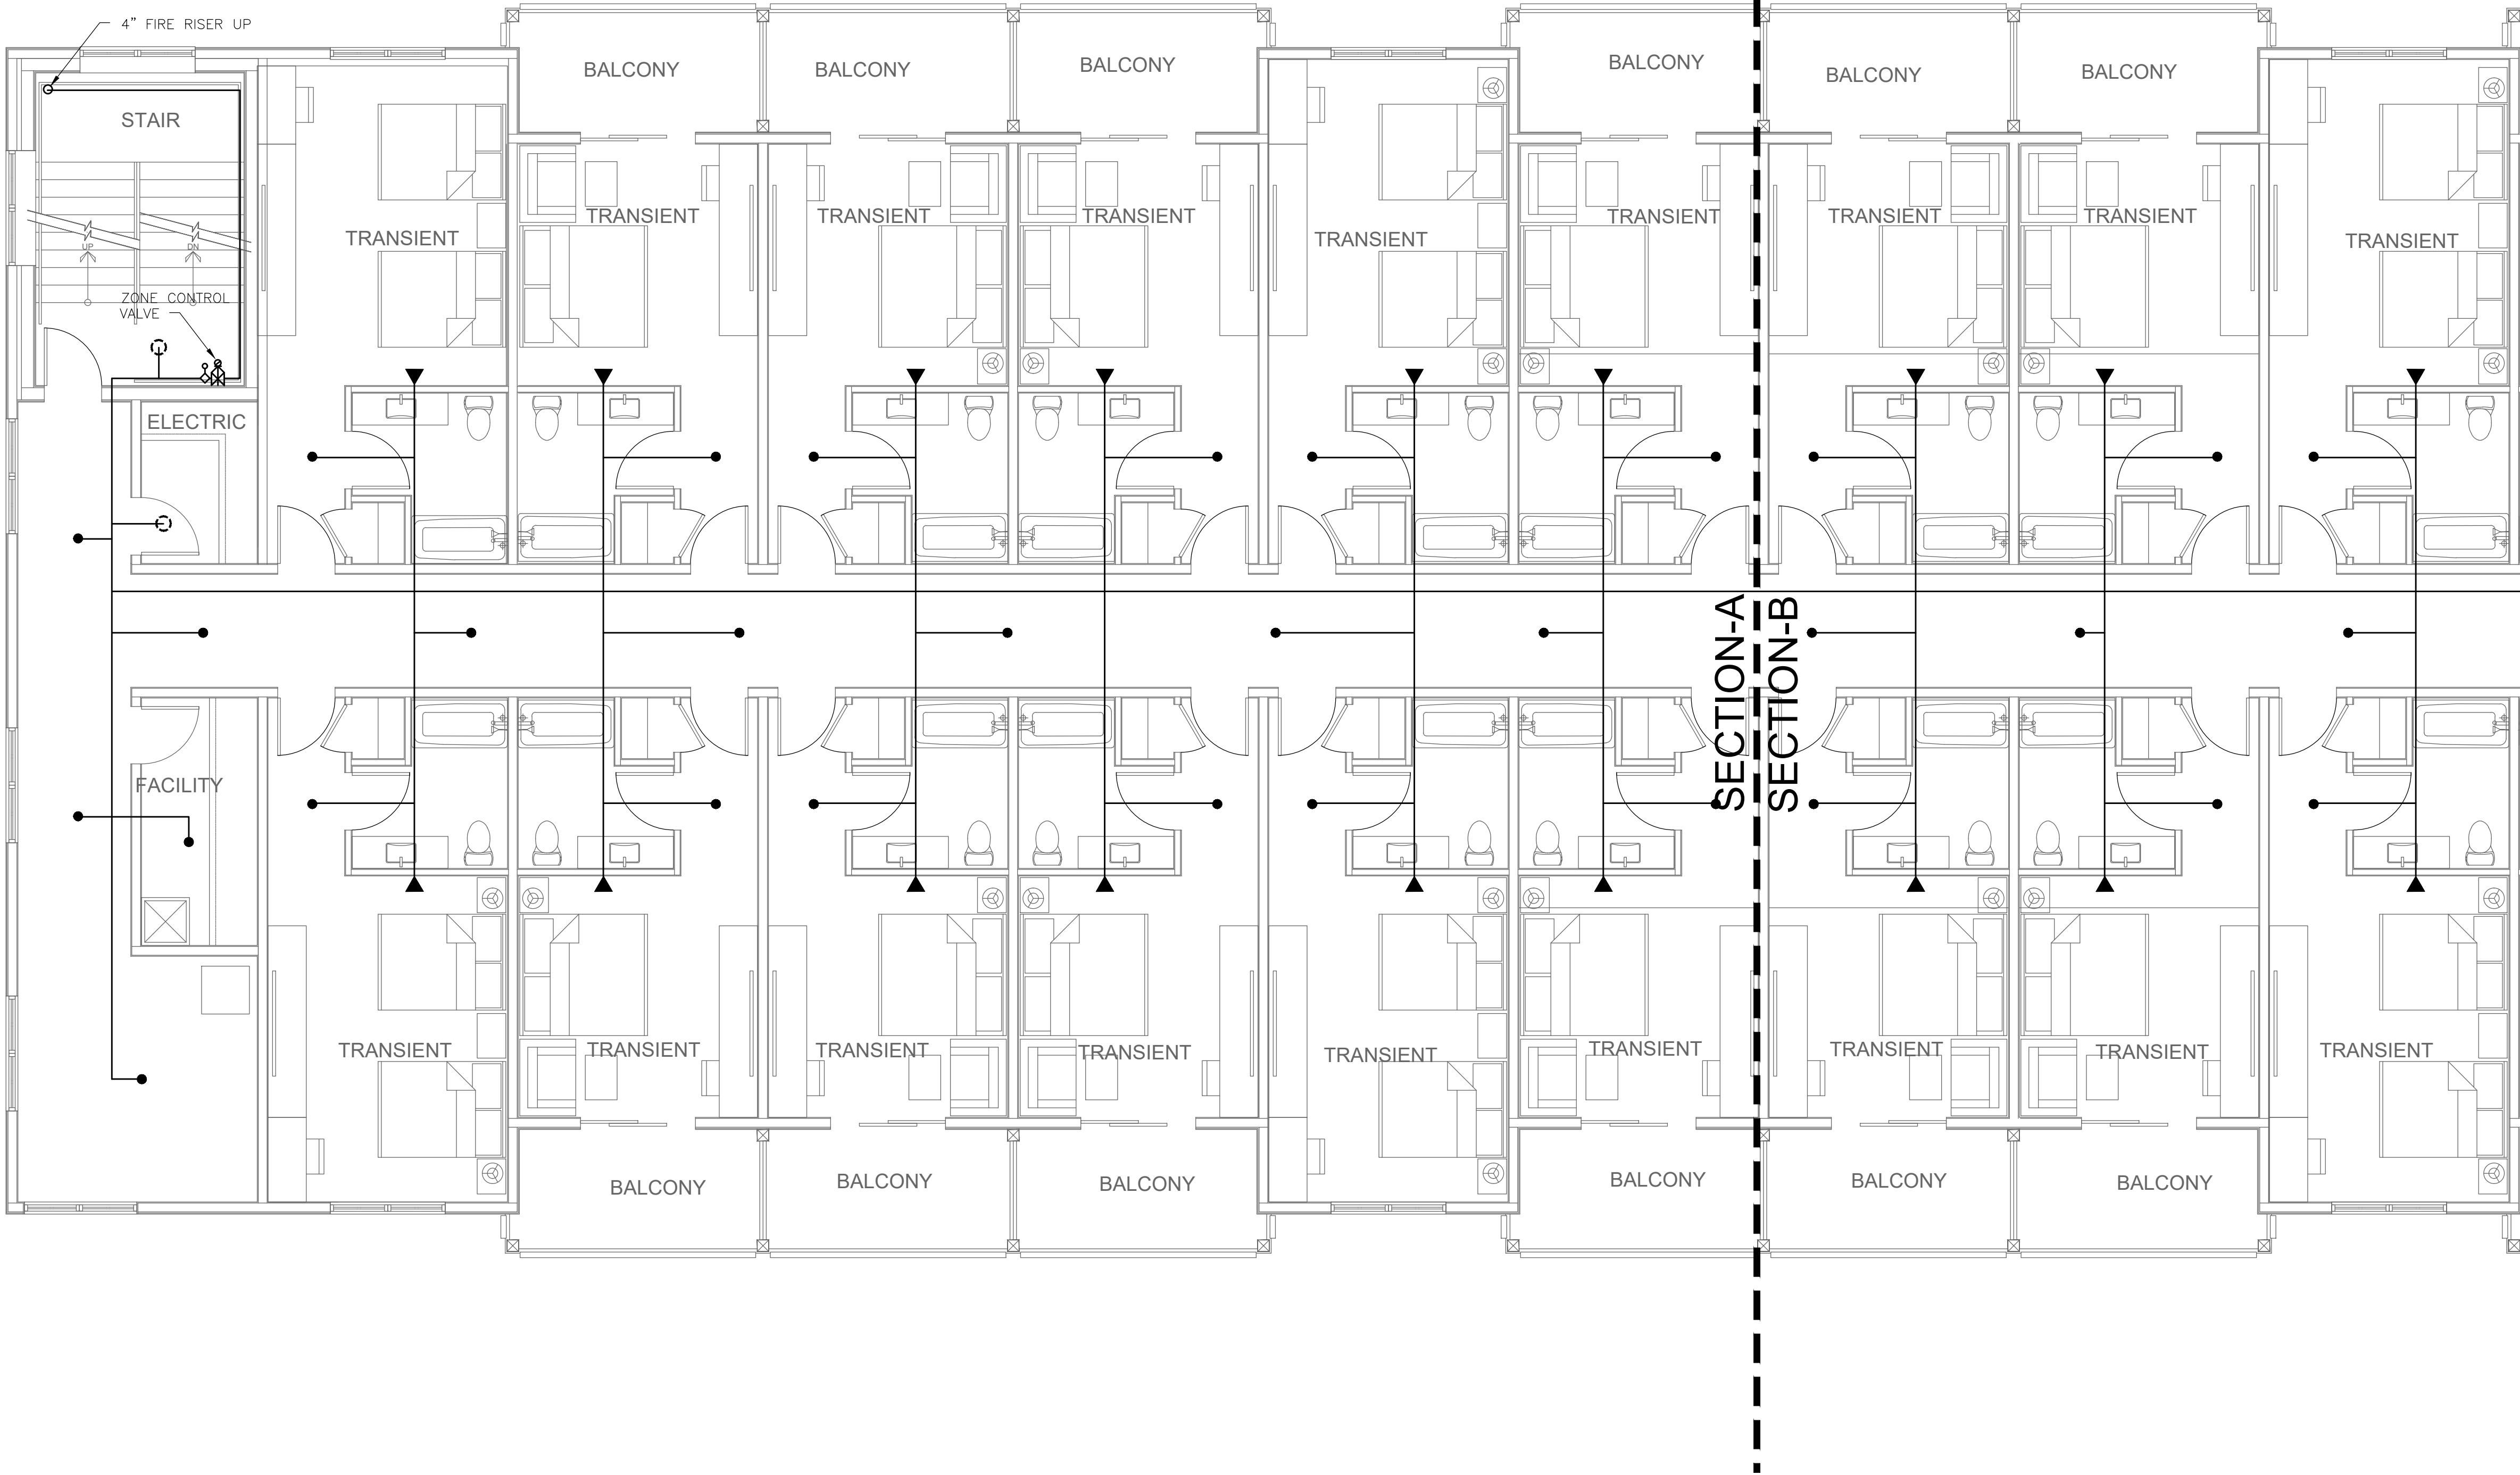 4” FIRE RISER UP
BALCONY
BALCONY
BALCONY
BALCONY
BALCONY
BALCONY
STAIR
TRANSIENT
TRANSIENT
TRANSIENT
TRANSIENT
TRANSIENT
TRANSIENT
TRANSIENT
TRANSIENT
TRANSIENT
UP
DN
ZONE CONTROL
VALVE
ELECTRIC
SECTION-A
SECTION-B
FACILITY
TRANSIENT
TRANSIENT
TRANSIENT
TRANSIENT
TRANSIENT
TRANSIENT
TRANSIENT
TRANSIENT
TRANSIENT
BALCONY
BALCONY
BALCONY
BALCONY
BALCONY
BALCONY